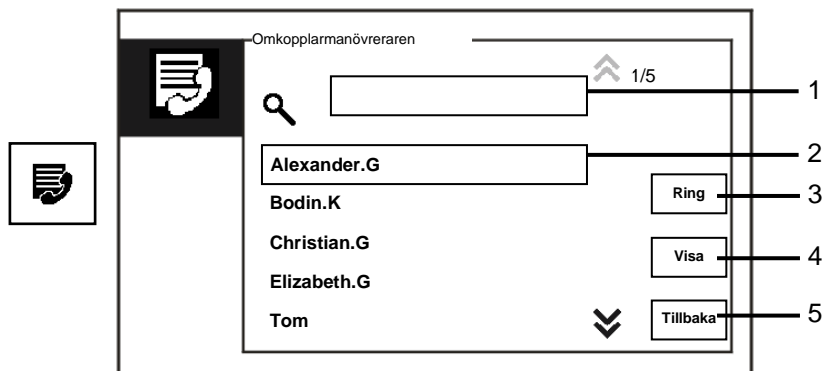 Omkopplarmanövreraren
1/5
1
Alexander.G
2
Bodin.K
Ring
3
Christian.G
Visa
4
Elizabeth.G
Tom
Tillbaka
5